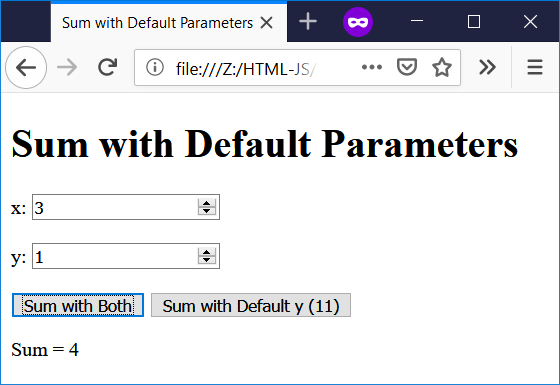 Sum with Default Parameters
file:///Z:/HTML-JS/
Sum with Default Parameters
x: 3
y: 1
Sum with Both Sum with Default y (11)
Sum = 4